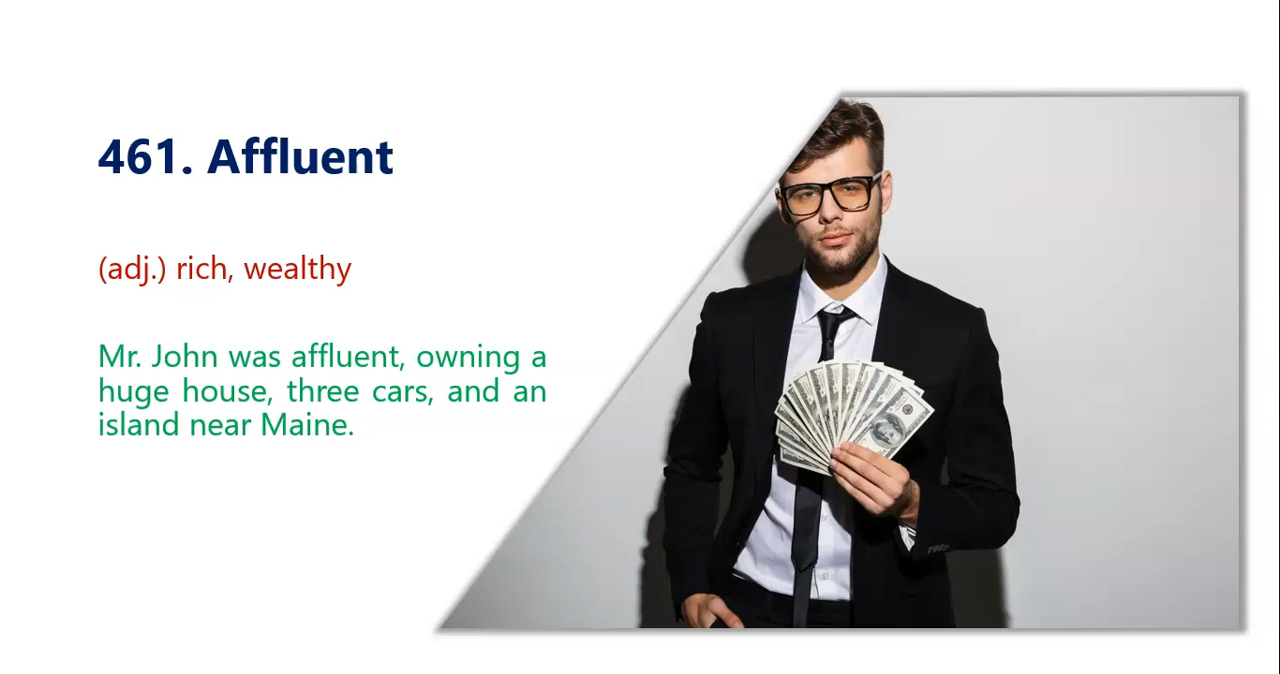 461. Affluent
(adj.) rich, wealthy
Mr. John was affluent, owning a
huge house, three cars, and an
island near Maine.